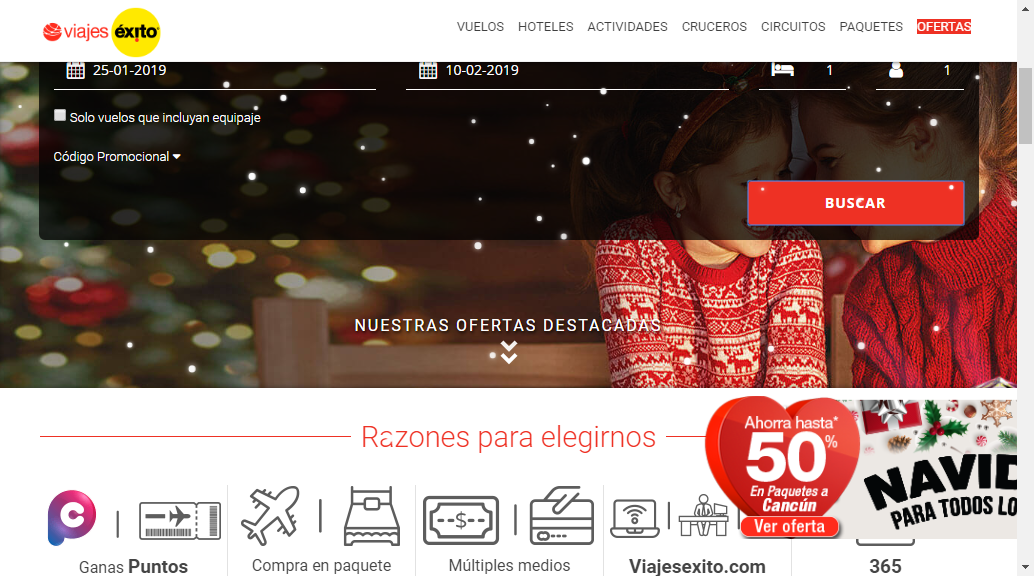 viajes éxito
VUELOS HOTELES ACTIVIDADES CRUCEROS CIRCUITOS PAQUETES OFERTAS
25-01-2019 10-02-2019 1 1
Solo vuelos que incluyan equipaje
Código Promocional
BUSCAR
NUESTRAS OFERTAS DESTACADAS
Razones para elegirnos
Ahorra hasta*
50%
En Paquetes a
Cancún
Ver oferta
NAVID
PARA TODOS LO
Ganas Puntos
Compra en paquete
Múltiples medios
Viajesexito.com
365